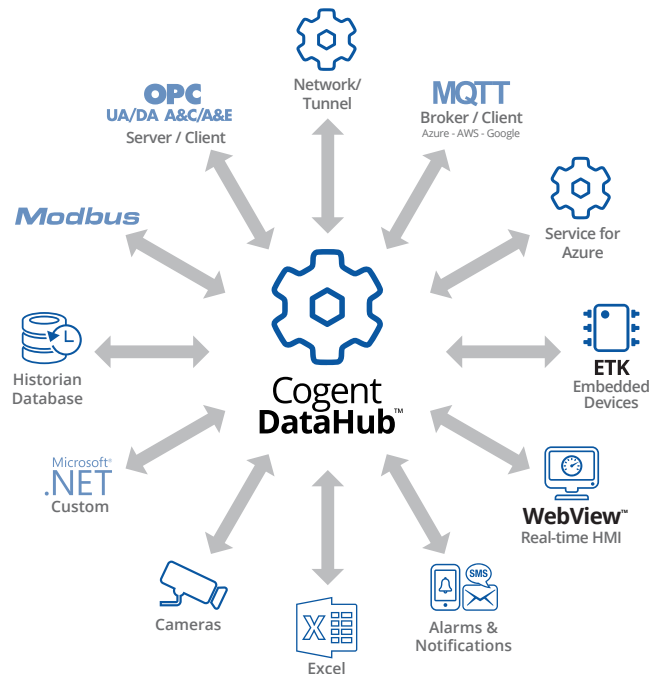 Network/
Tunnel
OPC
UA/DA A&C/A&E
Server / Client
MQTT
Broker / Client
Azure - AWS - Google
Modbus
Service for
Azure
Historian
Database
Cogent
DataHub™
ETK
Embedded
Devices
Microsoft®
.NET
Custom
WebView™
Real-time HMI
Cameras
X
Excel
SMS
Alarms &
Notifications